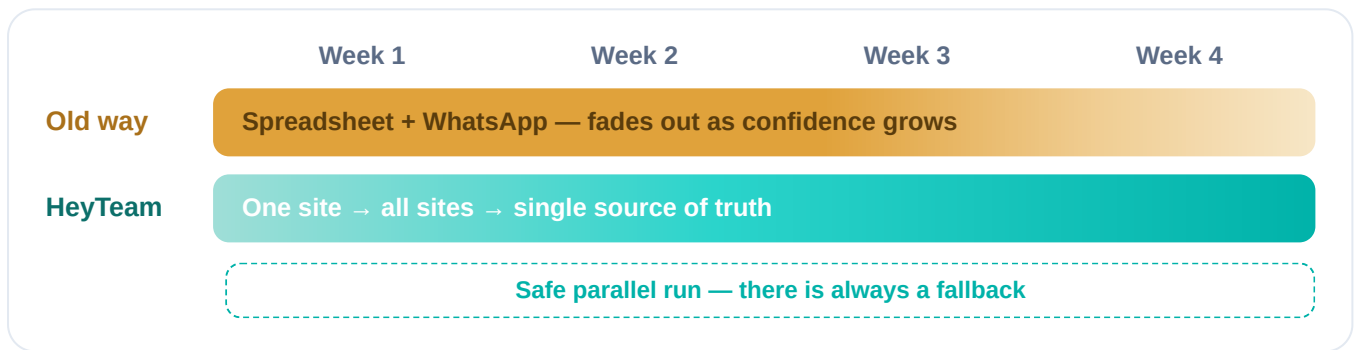 Week 1 Week 2 Week 3 Week 4
Old way Spreadsheet + WhatsApp — fades out as confidence grows
HeyTeam One site → all sites → single source of truth
Safe parallel run — there is always a fallback